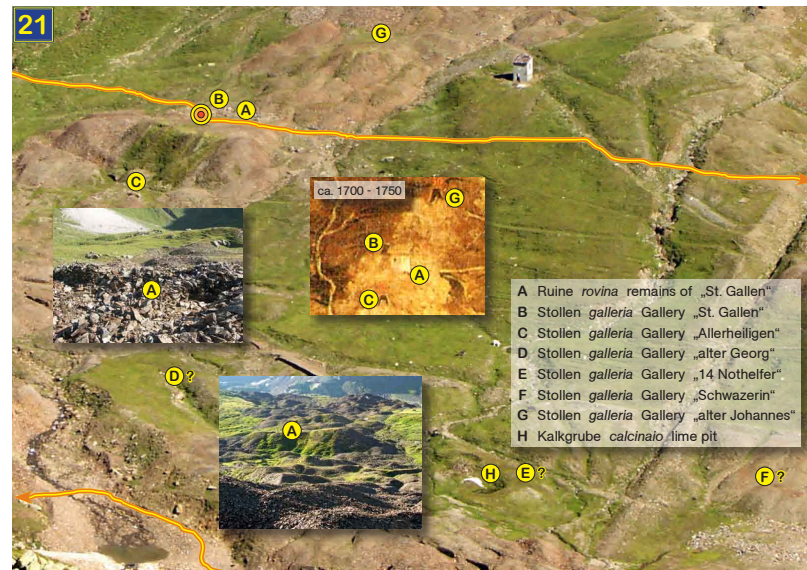 21
G
B
A
C
ca. 1700 - 1750
G
B
A
C
A
D ?
A
H
E ?
F ?
A Ruine rovina remains of „St. Gallen“
B Stollen galleria Gallery „St. Gallen“
C Stollen galleria Gallery „Allerheiligen“
D Stollen galleria Gallery „alter Georg“
E Stollen galleria Gallery „14 Nothelfer“
F Stollen galleria Gallery „Schwazerin“
G Stollen galleria Gallery „alter Johannes“
H Kalkgrube calcinaio lime pit